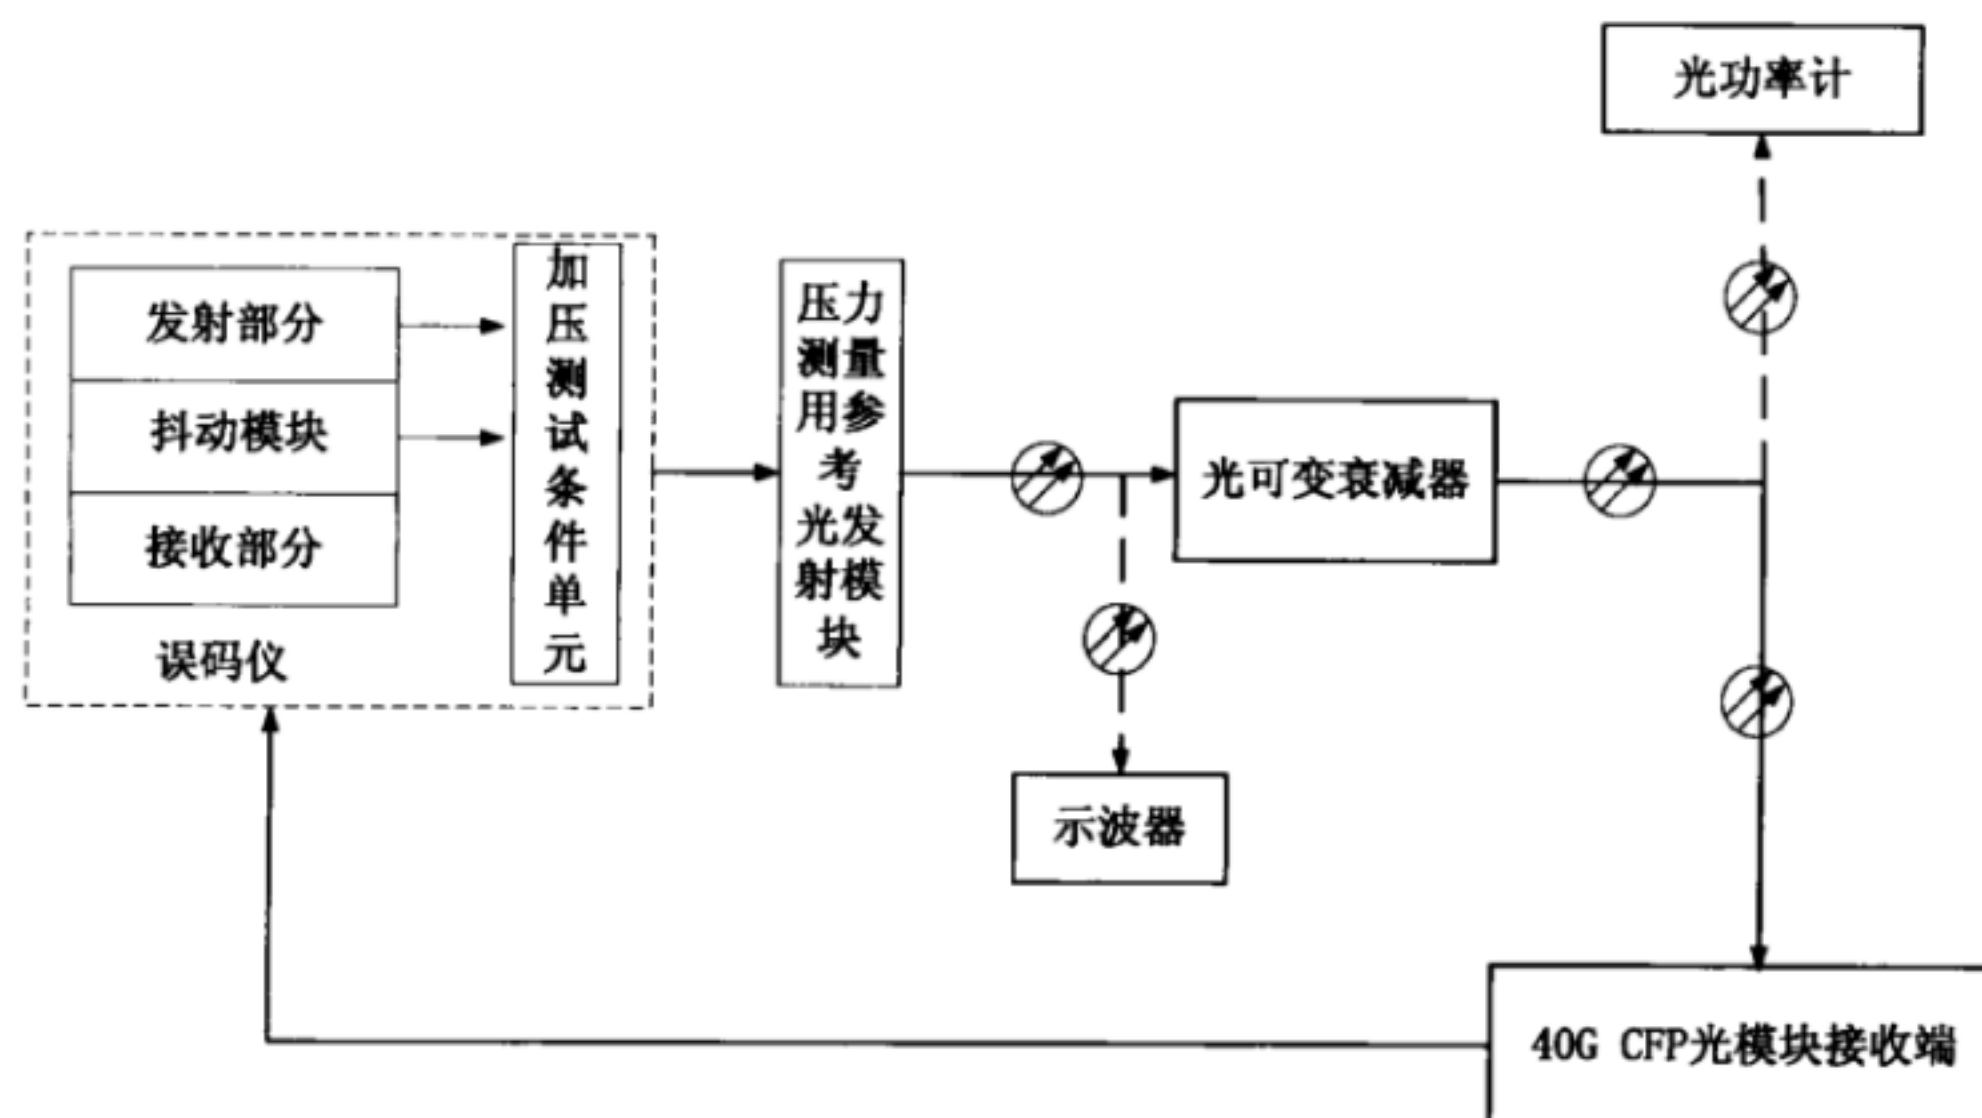 光功率计
发射部分
抖动模块
接收部分
误码仪
加
压
测
试
条
件
单
元
压力
测量
用参
考
光发
射模
块
光可变衰减器
示波器
40G CFP光模块接收端